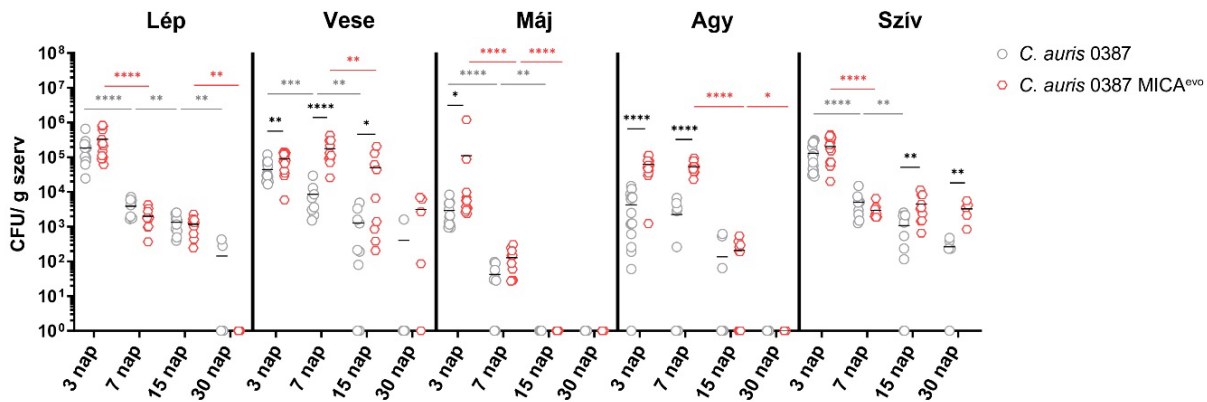 Lép Vese Máj Agy Szív
CFU/ g szerv
10⁸
10⁷
10⁶
10⁵
10⁴
10³
10²
10¹
10⁰
**** **
**** ** **
**
*** **
** **** *
**** ****
**** **
*
**** *
**** ****
****
**** **
** **
3 nap 7 nap 15 nap 30 nap 3 nap 7 nap 15 nap 30 nap 3 nap 7 nap 15 nap 30 nap 3 nap 7 nap 15 nap 30 nap 3 nap 7 nap 15 nap 30 nap
C. auris 0387
C. auris 0387 MICAᵉᵛᵒ